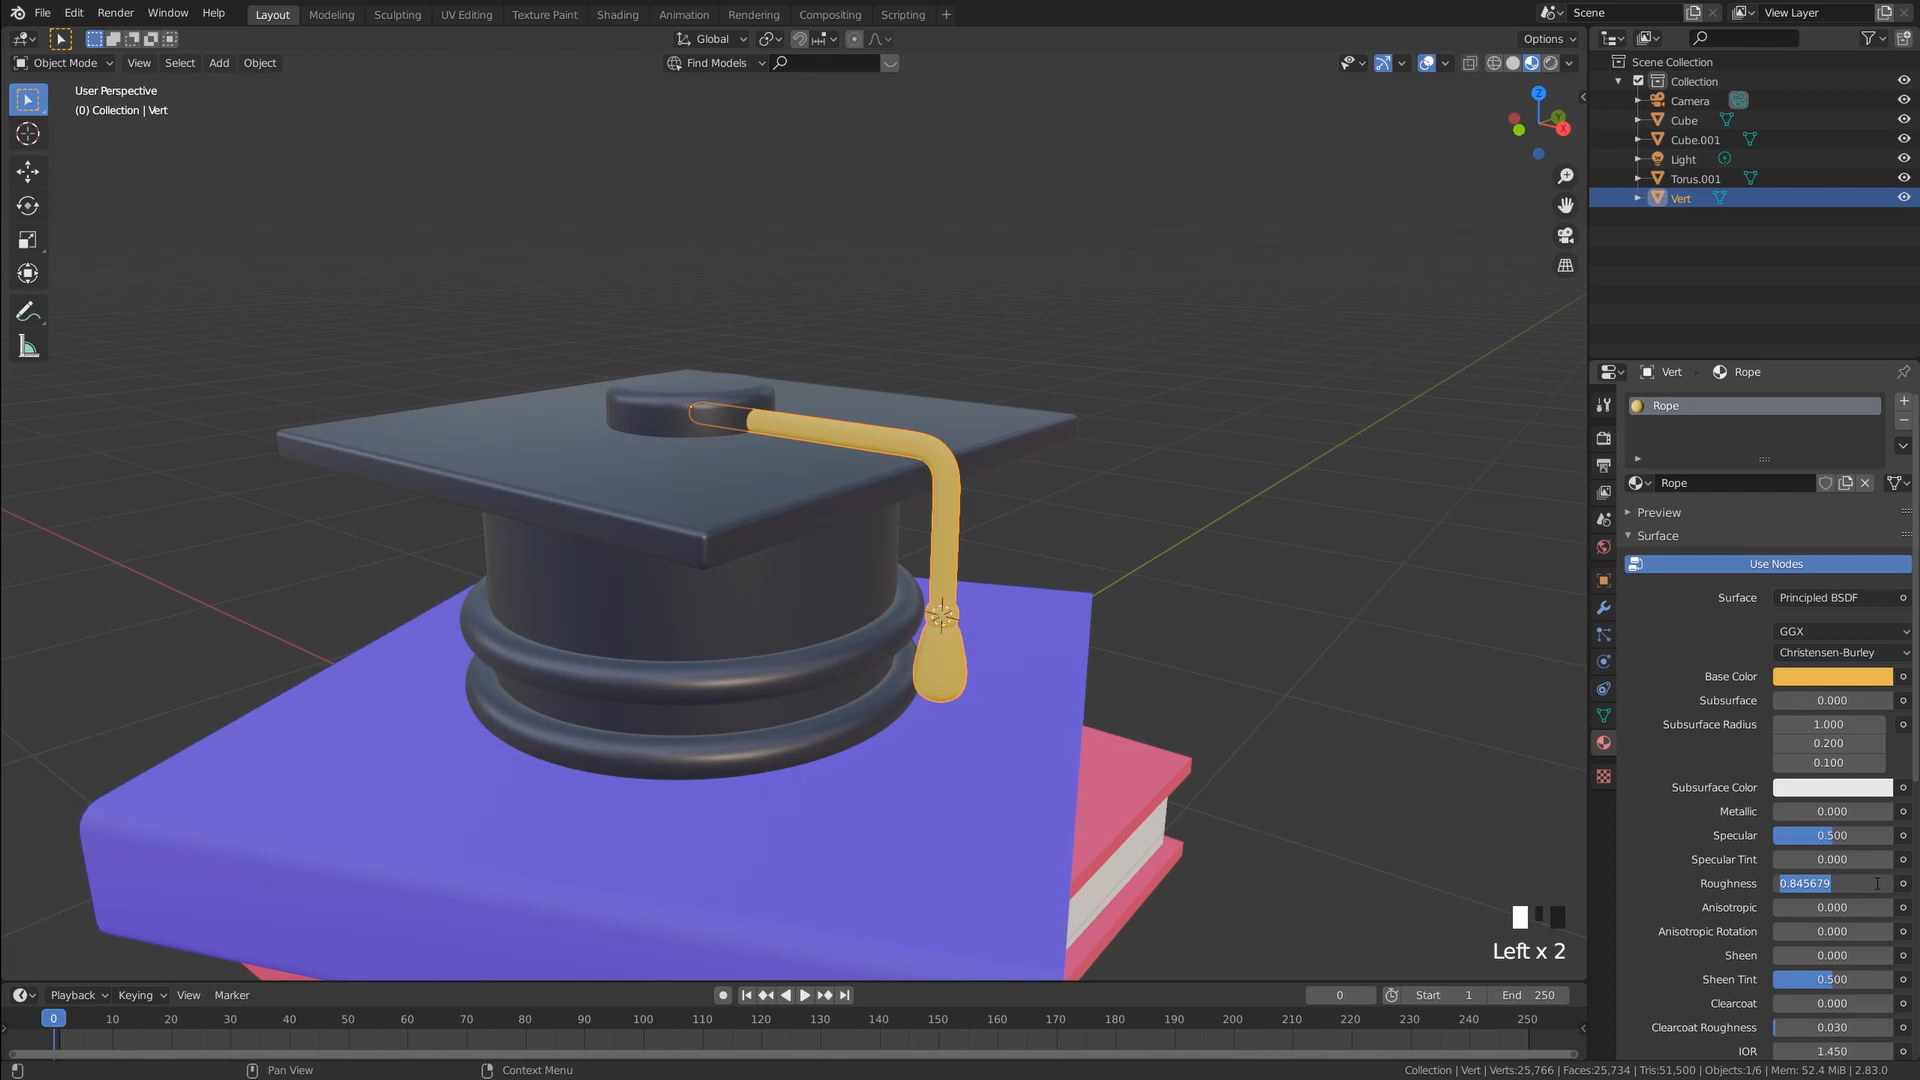 File Edit Render Window Help Layout Modeling Sculpting UV Editing Texture Paint Shading Animation Rendering Compositing Scripting + Scene View Layer
Global Options
Object Mode View Select Add Object Find Models
User Perspective
(0) Collection | Vert
Z
Y
X
Left x 2
Scene Collection
Collection
Camera
Cube
Cube.001
Light
Torus.001
Vert
Vert Rope
Rope
Rope
Preview
Surface
Use Nodes
Surface Principled BSDF
GGX
Christensen-Burley
Base Color
Subsurface 0.000
Subsurface Radius 1.000
0.200
0.100
Subsurface Color
Metallic 0.000
Specular 0.500
Specular Tint 0.000
Roughness 0.845679
Anisotropic 0.000
Anisotropic Rotation 0.000
Sheen 0.000
Sheen Tint 0.500
Clearcoat 0.000
Clearcoat Roughness 0.030
IOR 1.450
Playback Keying View Marker 0 Start 1 End 250
0 10 20 30 40 50 60 70 80 90 100 110 120 130 140 150 160 170 180 190 200 210 220 230 240 250
Pan View Context Menu Collection | Vert | Verts:25,766 | Faces:25,734 | Tris:51,500 | Objects:1/6 | Mem: 52.4 MiB | 2.83.0